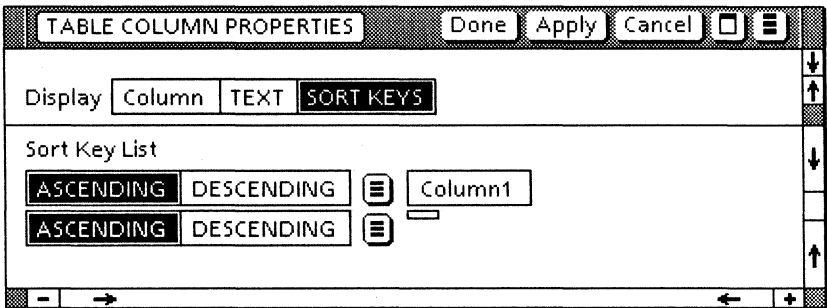 TABLE COLUMN PROPERTIES Done Apply Cancel
Display Column TEXT SORT KEYS
Sort Key List
ASCENDING DESCENDING Column1
ASCENDING DESCENDING